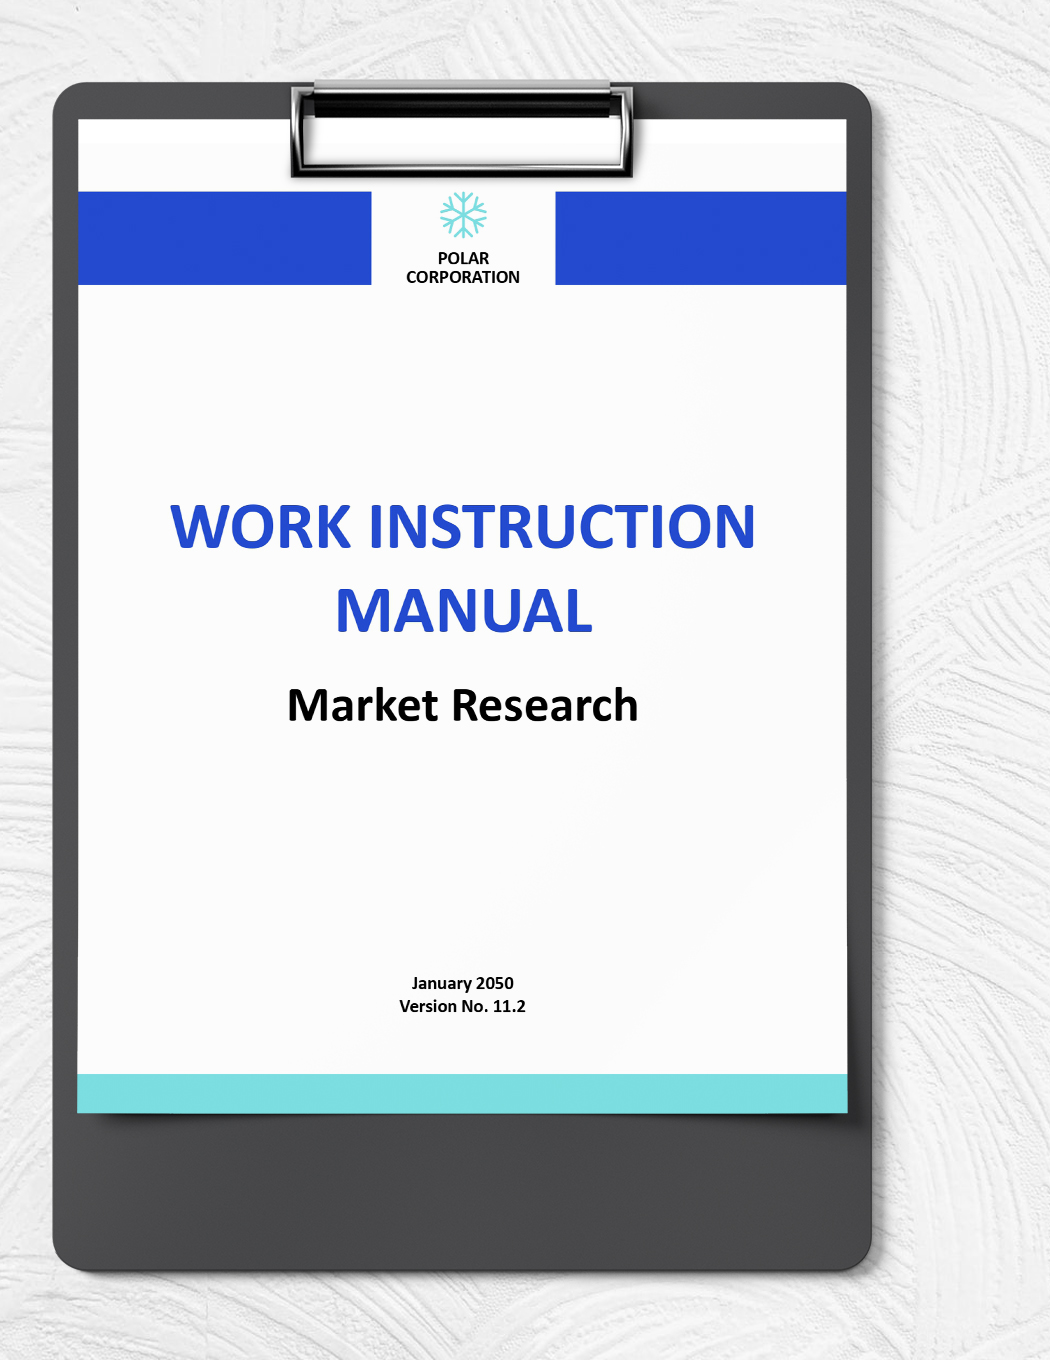 POLAR
CORPORATION
WORK INSTRUCTION
MANUAL
Market Research
January 2050
Version No. 11.2